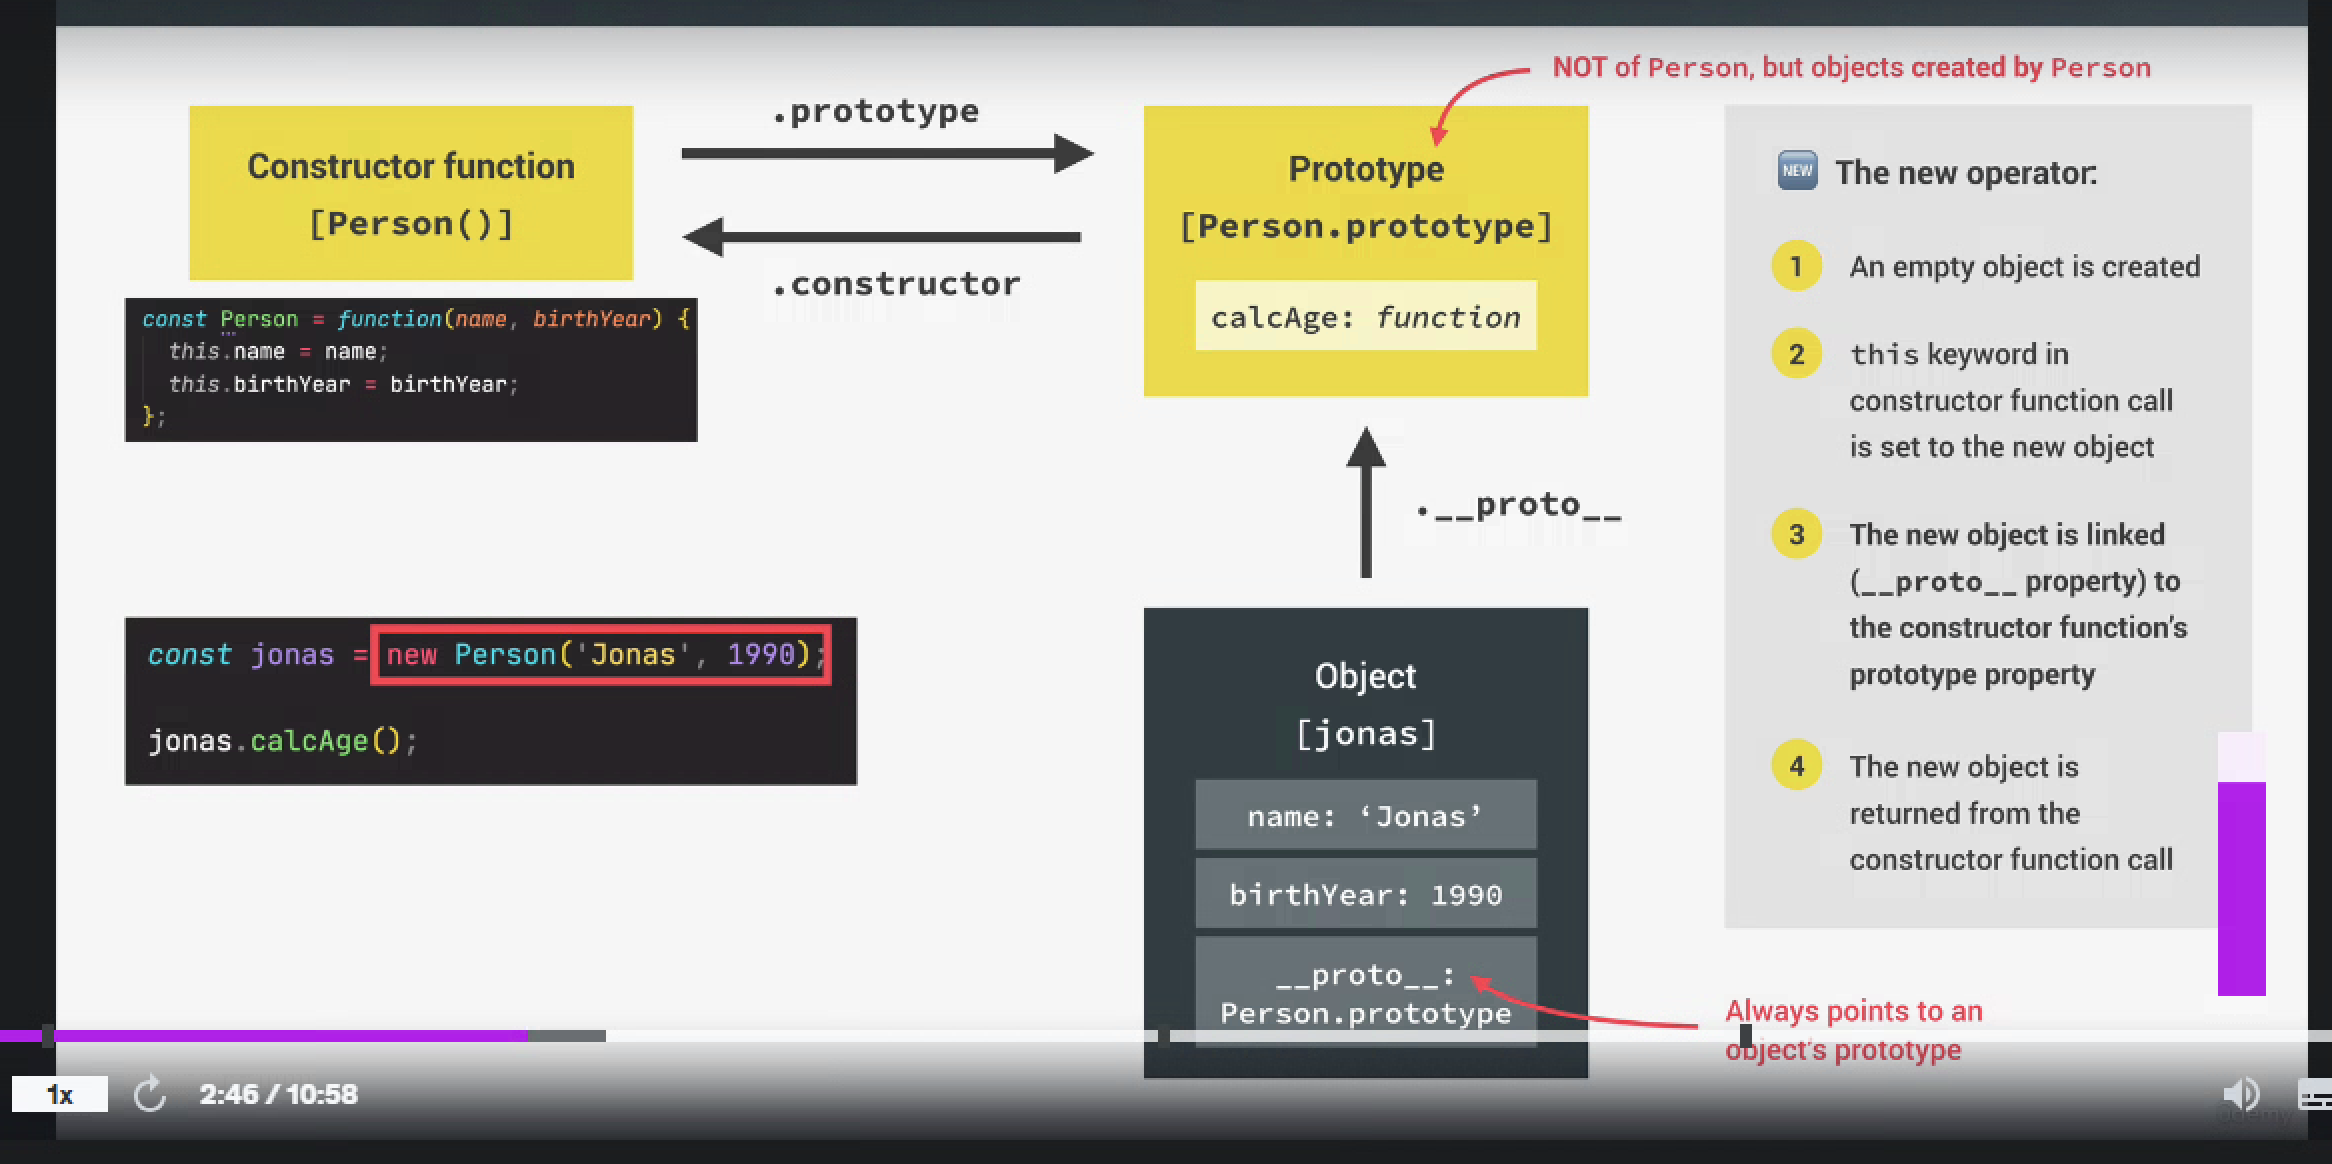 NOT of Person, but objects created by Person
Constructor function
[Person()]
.prototype
.constructor
Prototype
[Person.prototype]
calcAge: function
const Person = function(name, birthYear) {
this.name = name;
this.birthYear = birthYear;
};
.__proto__
const jonas = new Person('Jonas', 1990);
jonas.calcAge();
Object
[jonas]
name: ‘Jonas’
birthYear: 1990
__proto__:
Person.prototype
NEW The new operator:
1 An empty object is created
2 this keyword in
constructor function call
is set to the new object
3 The new object is linked
(__proto__ property) to
the constructor function’s
prototype property
4 The new object is
returned from the
constructor function call
Always points to an
object’s prototype
1x
2:46 / 10:58
udemy